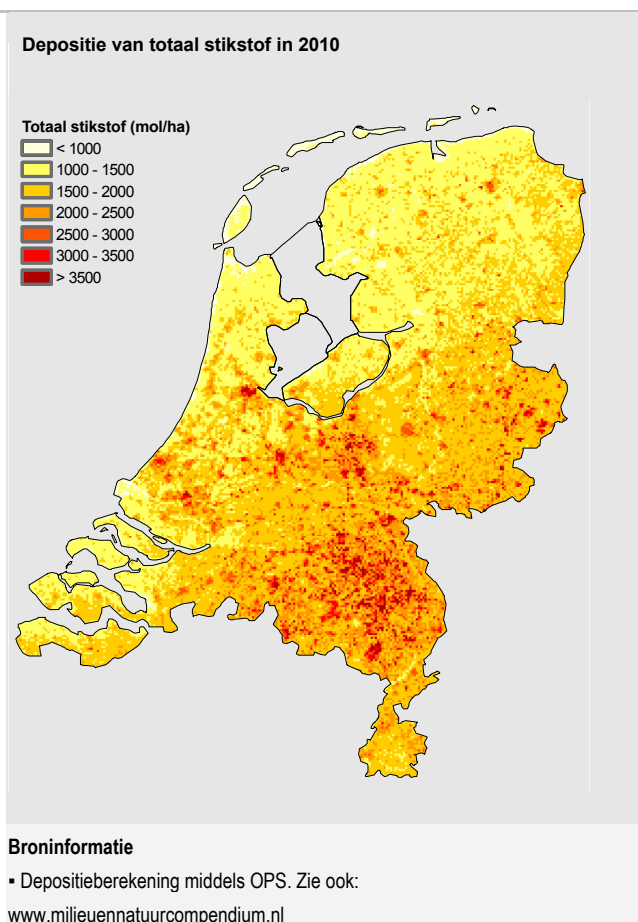 Depositie van totaal stikstof in 2010
Totaal stikstof (mol/ha)
< 1000
1000 - 1500
1500 - 2000
2000 - 2500
2500 - 3000
3000 - 3500
> 3500
Broninformatie
▪ Depositieberekening middels OPS. Zie ook:
www.milieuennatuurcompendium.nl